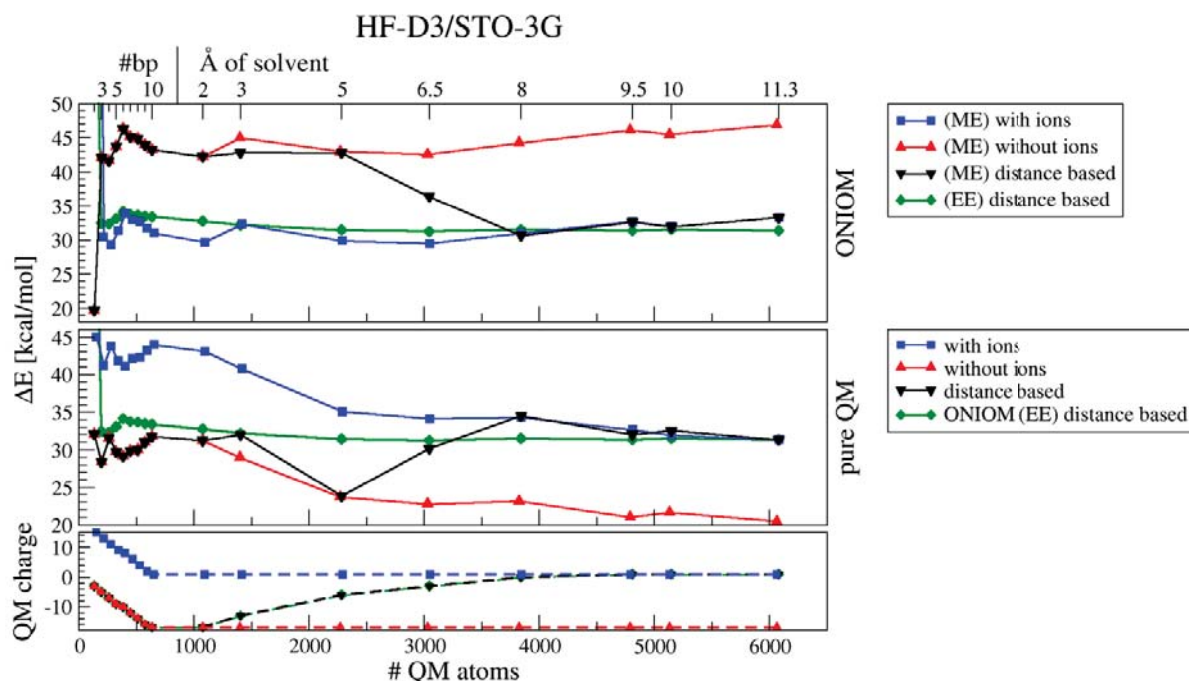 HF-D3/STO-3G
#bp Å of solvent
3 5 10 2 3 5 6.5 8 9.5 10 11.3
50
45
40
35
30
25
20
ONIOM
(ME) with ions
(ME) without ions
(ME) distance based
(EE) distance based
ΔE [kcal/mol]
45
40
35
30
25
20
pure QM
with ions
without ions
distance based
ONIOM (EE) distance based
QM charge
10
0
-10
0 1000 2000 3000 4000 5000 6000
# QM atoms